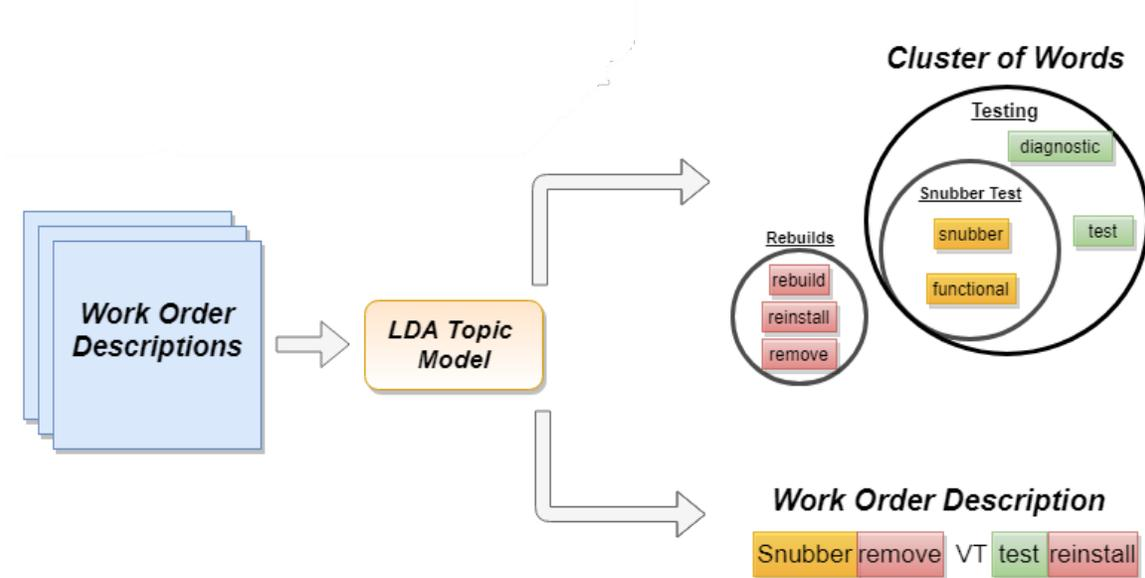 Cluster of Words
Testing
diagnostic
Snubber Test
snubber
test
functional
Rebuilds
rebuild
reinstall
remove
Work Order
Descriptions
LDA Topic
Model
Work Order Description
Snubber remove VT test reinstall